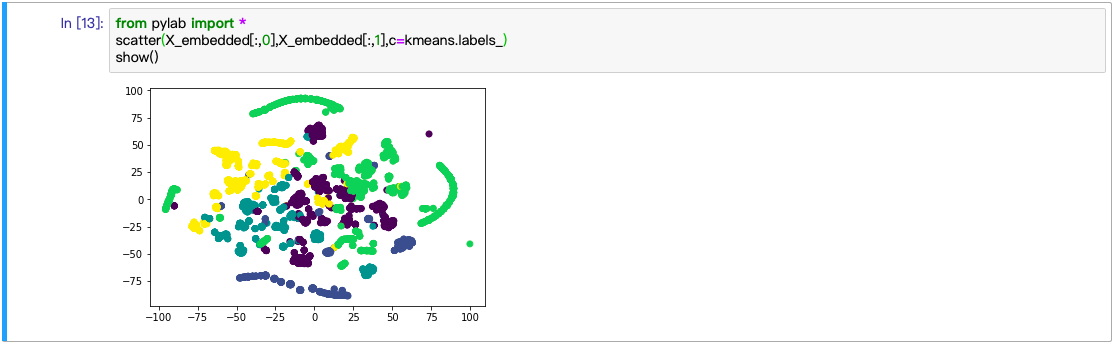 In [13]:
from pylab import *
scatter(X_embedded[:,0],X_embedded[:,1],c=kmeans.labels_)
show()
100
75
50
25
0
−25
−50
−75
−100 −75 −50 −25 0 25 50 75 100